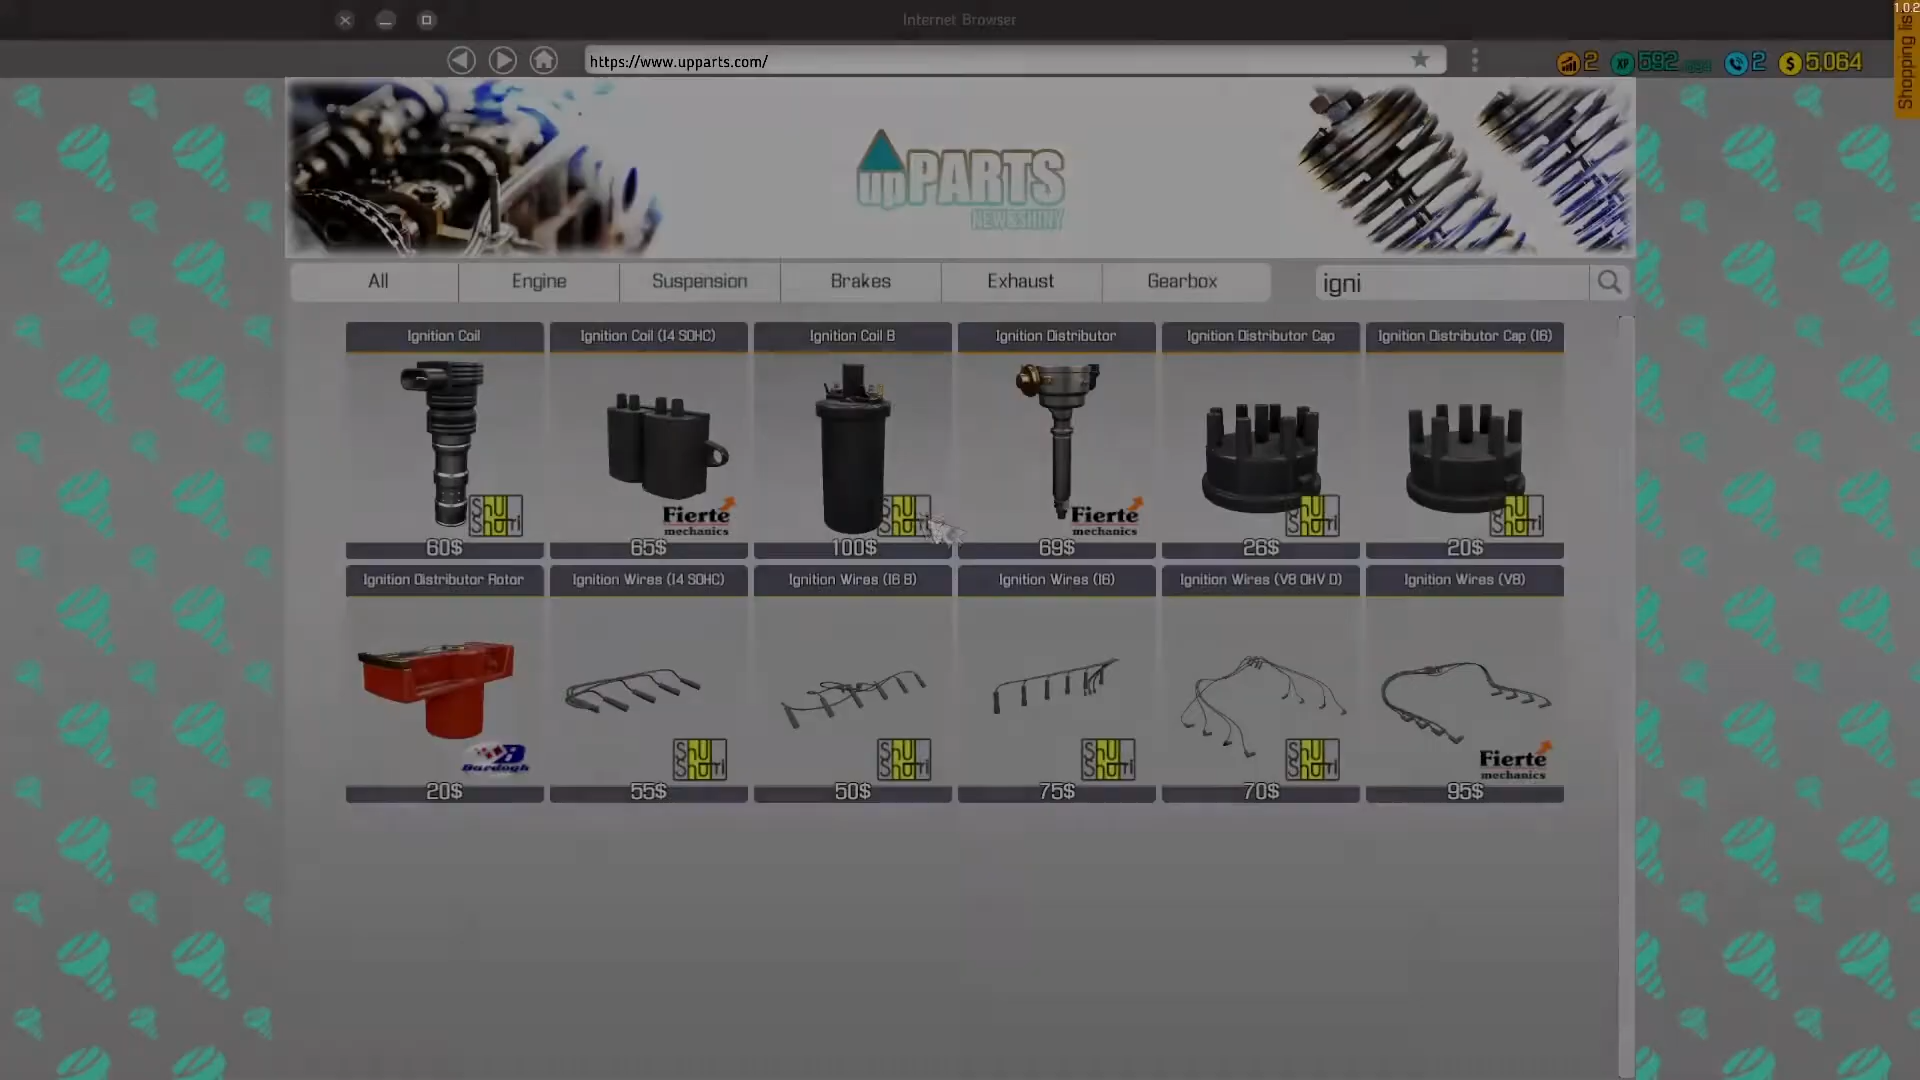 Internet Browser
1.0.2
https://www.upparts.com/
2
592
2
$ 5,064
Shopping lis
upPARTS
NEW&SHINY
All
Engine
Suspension
Brakes
Exhaust
Gearbox
igni
Ignition Coil
Ignition Coil (I4 SOHC)
Ignition Coil B
Ignition Distributor
Ignition Distributor Cap
Ignition Distributor Cap (I6)
Fierte mechanics
Fierte mechanics
60$
65$
100$
69$
26$
20$
Ignition Distributor Rotor
Ignition Wires (I4 SOHC)
Ignition Wires (I6 B)
Ignition Wires (I6)
Ignition Wires (V8 OHV D)
Ignition Wires (V8)
Bardogh
Fierte mechanics
20$
55$
50$
75$
70$
95$